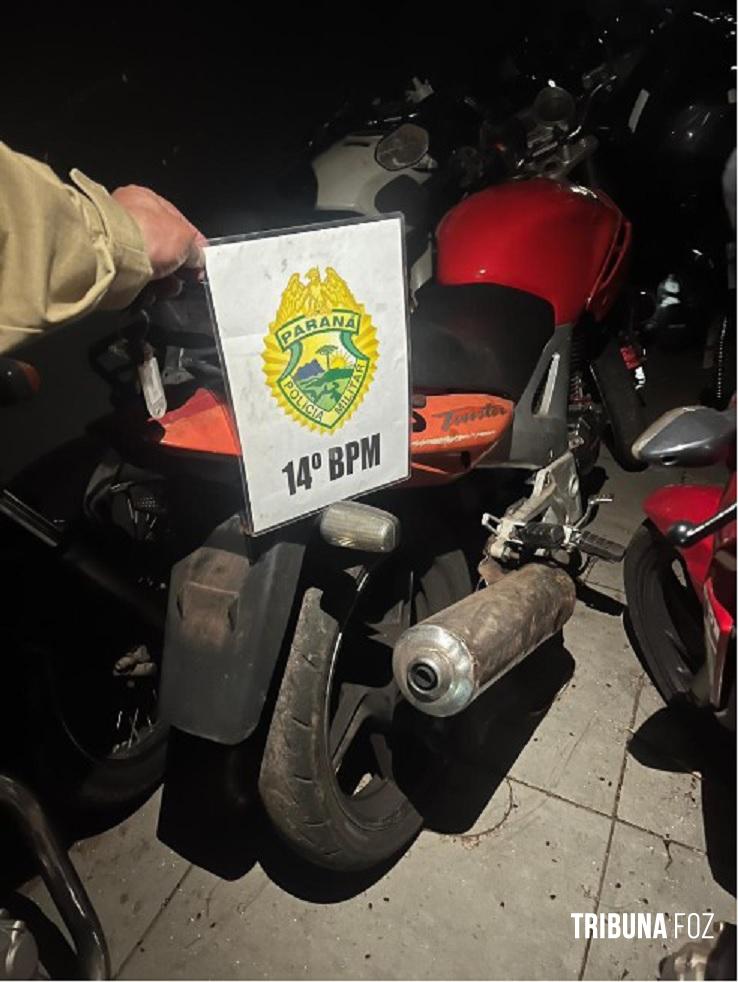 PARANÁ
POLÍCIA MILITAR
14º BPM
S Twister
TRIBUNA FOZ